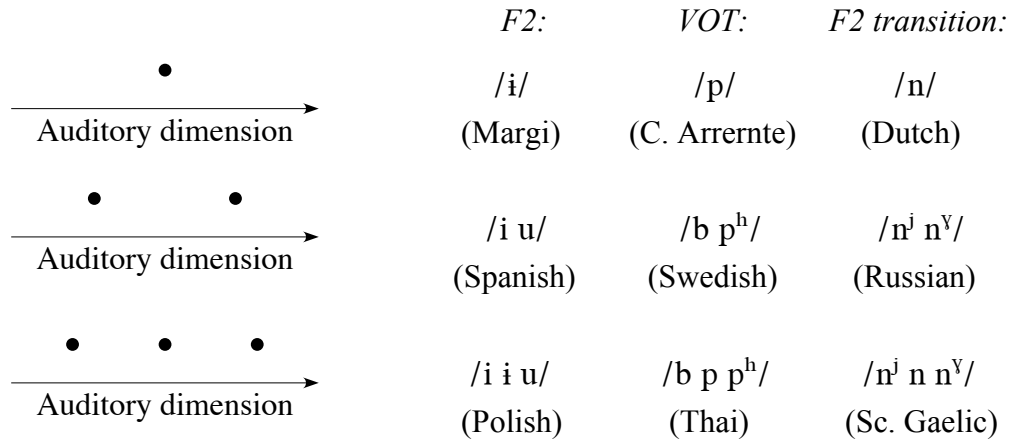 F2: VOT: F2 transition:
/ɨ/ /p/ /n/
Auditory dimension (Margi) (C. Arrernte) (Dutch)
/i u/ /b pʰ/ /nʲ nˠ/
Auditory dimension (Spanish) (Swedish) (Russian)
/i ɨ u/ /b p pʰ/ /nʲ n nˠ/
Auditory dimension (Polish) (Thai) (Sc. Gaelic)